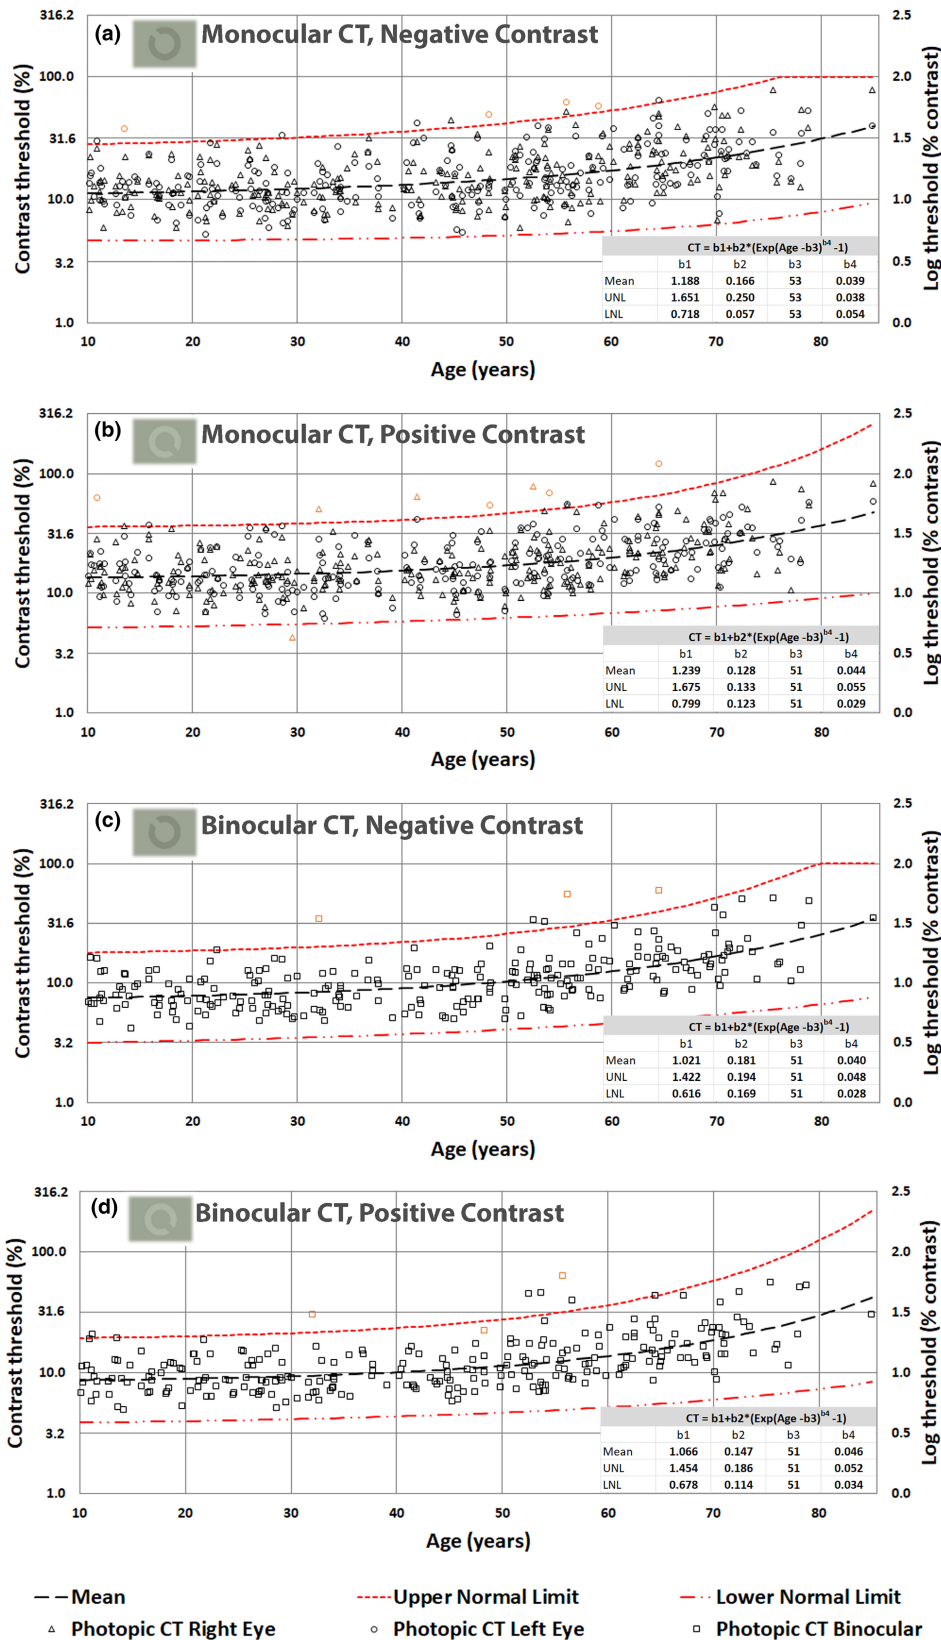 (a) Monocular CT, Negative Contrast
Contrast threshold (%)
316.2
100.0
31.6
10.0
3.2
1.0
Log threshold (% contrast)
2.5
2.0
1.5
1.0
0.5
0.0
CT = b1+b2*(Exp(Age -b3)^b4 -1)
b1 b2 b3 b4
Mean 1.188 0.166 53 0.039
UNL 1.651 0.250 53 0.038
LNL 0.718 0.057 53 0.054
10 20 30 40 50 60 70 80
Age (years)
(b) Monocular CT, Positive Contrast
Contrast threshold (%)
316.2
100.0
31.6
10.0
3.2
1.0
Log threshold (% contrast)
2.5
2.0
1.5
1.0
0.5
0.0
CT = b1+b2*(Exp(Age -b3)^b4 -1)
b1 b2 b3 b4
Mean 1.239 0.128 51 0.044
UNL 1.675 0.133 51 0.055
LNL 0.799 0.123 51 0.029
10 20 30 40 50 60 70 80
Age (years)
(c) Binocular CT, Negative Contrast
Contrast threshold (%)
316.2
100.0
31.6
10.0
3.2
1.0
Log threshold (% contrast)
2.5
2.0
1.5
1.0
0.5
0.0
CT = b1+b2*(Exp(Age -b3)^b4 -1)
b1 b2 b3 b4
Mean 1.021 0.181 51 0.040
UNL 1.422 0.194 51 0.048
LNL 0.616 0.169 51 0.028
10 20 30 40 50 60 70 80
Age (years)
(d) Binocular CT, Positive Contrast
Contrast threshold (%)
316.2
100.0
31.6
10.0
3.2
1.0
Log threshold (% contrast)
2.5
2.0
1.5
1.0
0.5
0.0
CT = b1+b2*(Exp(Age -b3)^b4 -1)
b1 b2 b3 b4
Mean 1.066 0.147 51 0.046
UNL 1.454 0.186 51 0.052
LNL 0.678 0.114 51 0.034
10 20 30 40 50 60 70 80
Age (years)
Mean Upper Normal Limit Lower Normal Limit
Photopic CT Right Eye Photopic CT Left Eye Photopic CT Binocular